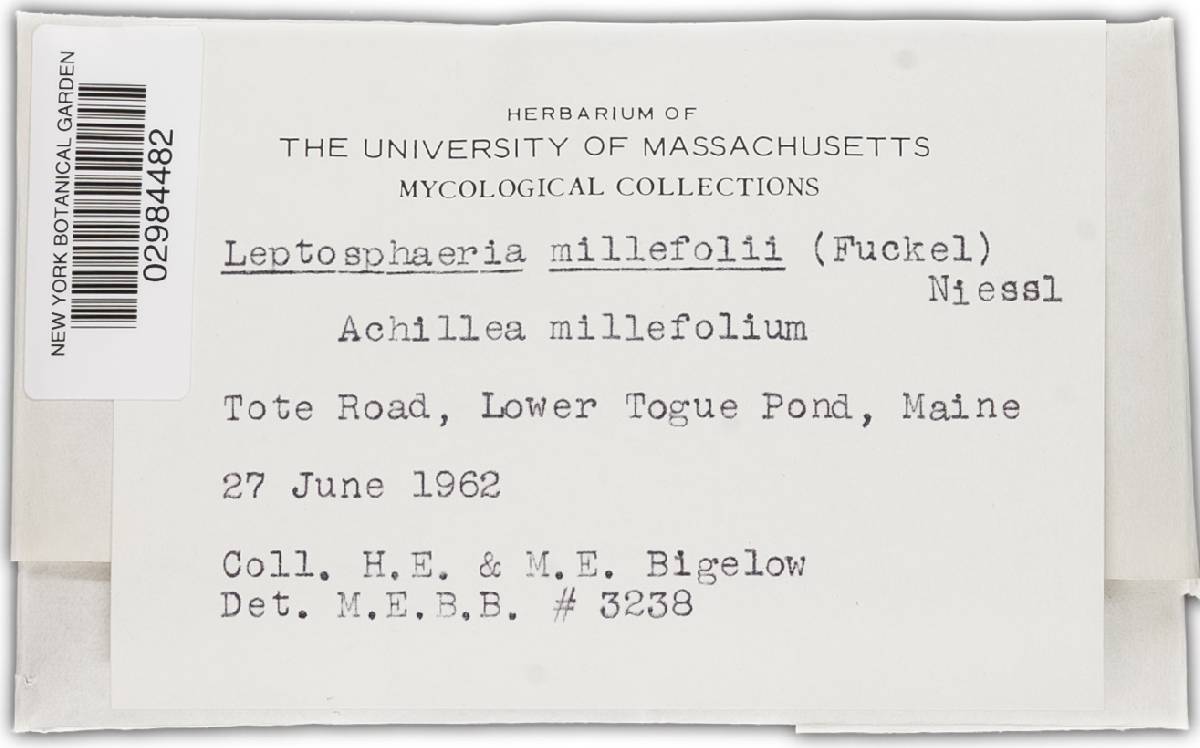 NEW YORK BOTANICAL GARDEN
02984482
HERBARIUM OF
THE UNIVERSITY OF MASSACHUSETTS
MYCOLOGICAL COLLECTIONS
Leptosphaeria millefolii (Fuckel)
Niessl
Achillea millefolium
Tote Road, Lower Togue Pond, Maine
27 June 1962
Coll. H.E. & M.E. Bigelow
Det. M.E.B.B. # 3238